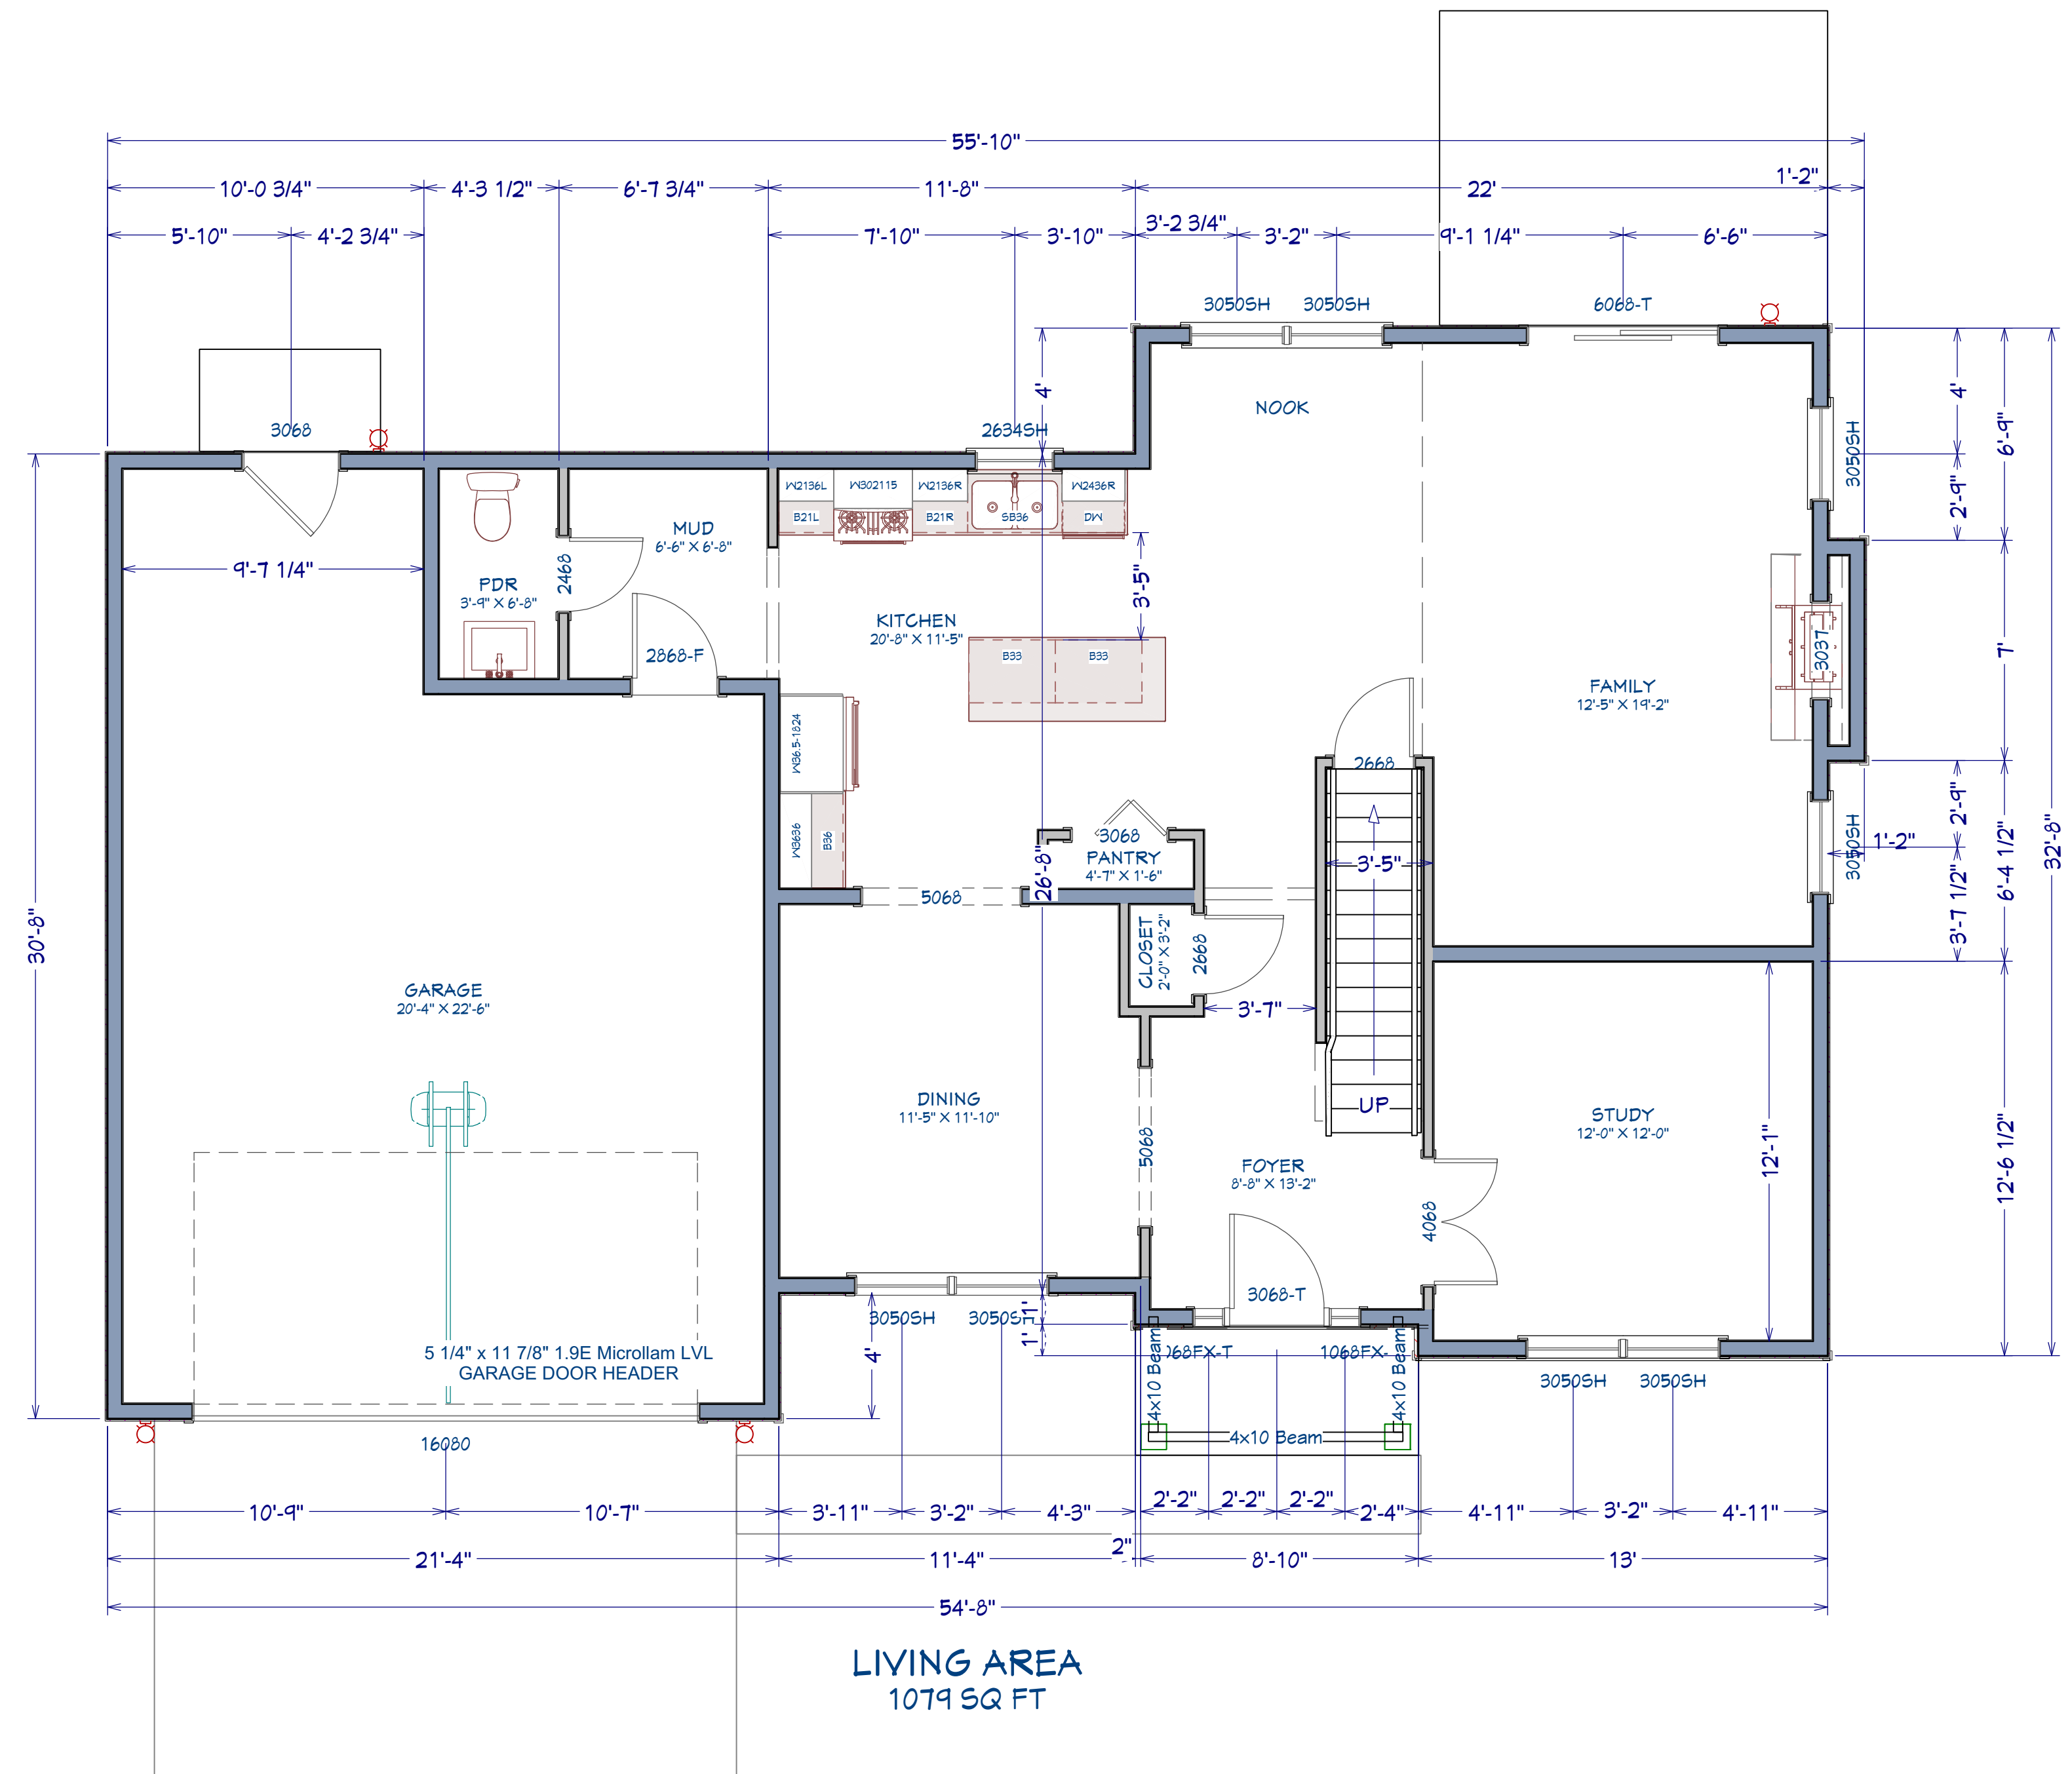 55'-10"
10'-0 3/4"
4'-3 1/2"
6'-7 3/4"
11'-8"
22'
1'-2"
5'-10"
4'-2 3/4"
7'-10"
3'-10"
3'-2 3/4"
3'-2"
9'-1 1/4"
6'-6"
3050SH
3050SH
6068-T
3068
2634SH
4'
NOOK
3050SH
4'
6'-9"
2'-9"
W2136L
W302115
W2136R
W2436R
B21L
B21R
SB36
DW
MUD
6'-6" X 6'-8"
9'-7 1/4"
2468
PDR
3'-9" X 6'-8"
3'-5"
KITCHEN
20'-8" X 11'-5"
2868-F
B33
B33
3037
7'
FAMILY
12'-5" X 19'-2"
W36.5-1824
2668
W3636
B36
3068
PANTRY
4'-7" X 1'-6"
26'-8"
3'-5"
3050SH
1'-2"
2'-9"
6'-4 1/2"
32'-8"
5068
3'-7 1/2"
30'-8"
CLOSET
2'-0" X 3'-2"
2668
GARAGE
20'-4" X 22'-6"
3'-7"
DINING
11'-5" X 11'-10"
UP
STUDY
12'-0" X 12'-0"
5068
12'-1"
12'-6 1/2"
FOYER
8'-8" X 13'-2"
4068
3068-T
3050SH
3050SH
1'
1'
4'
5 1/4" x 11 7/8" 1.9E Microllam LVL
GARAGE DOOR HEADER
068FX-T
1068FX-
4x10 Beam
4x10 Beam
3050SH
3050SH
16080
4x10 Beam
10'-9"
10'-7"
3'-11"
3'-2"
4'-3"
2'-2"
2'-2"
2'-2"
2'-4"
4'-11"
3'-2"
4'-11"
21'-4"
11'-4"
2"
8'-10"
13'
54'-8"
LIVING AREA
1079 SQ FT